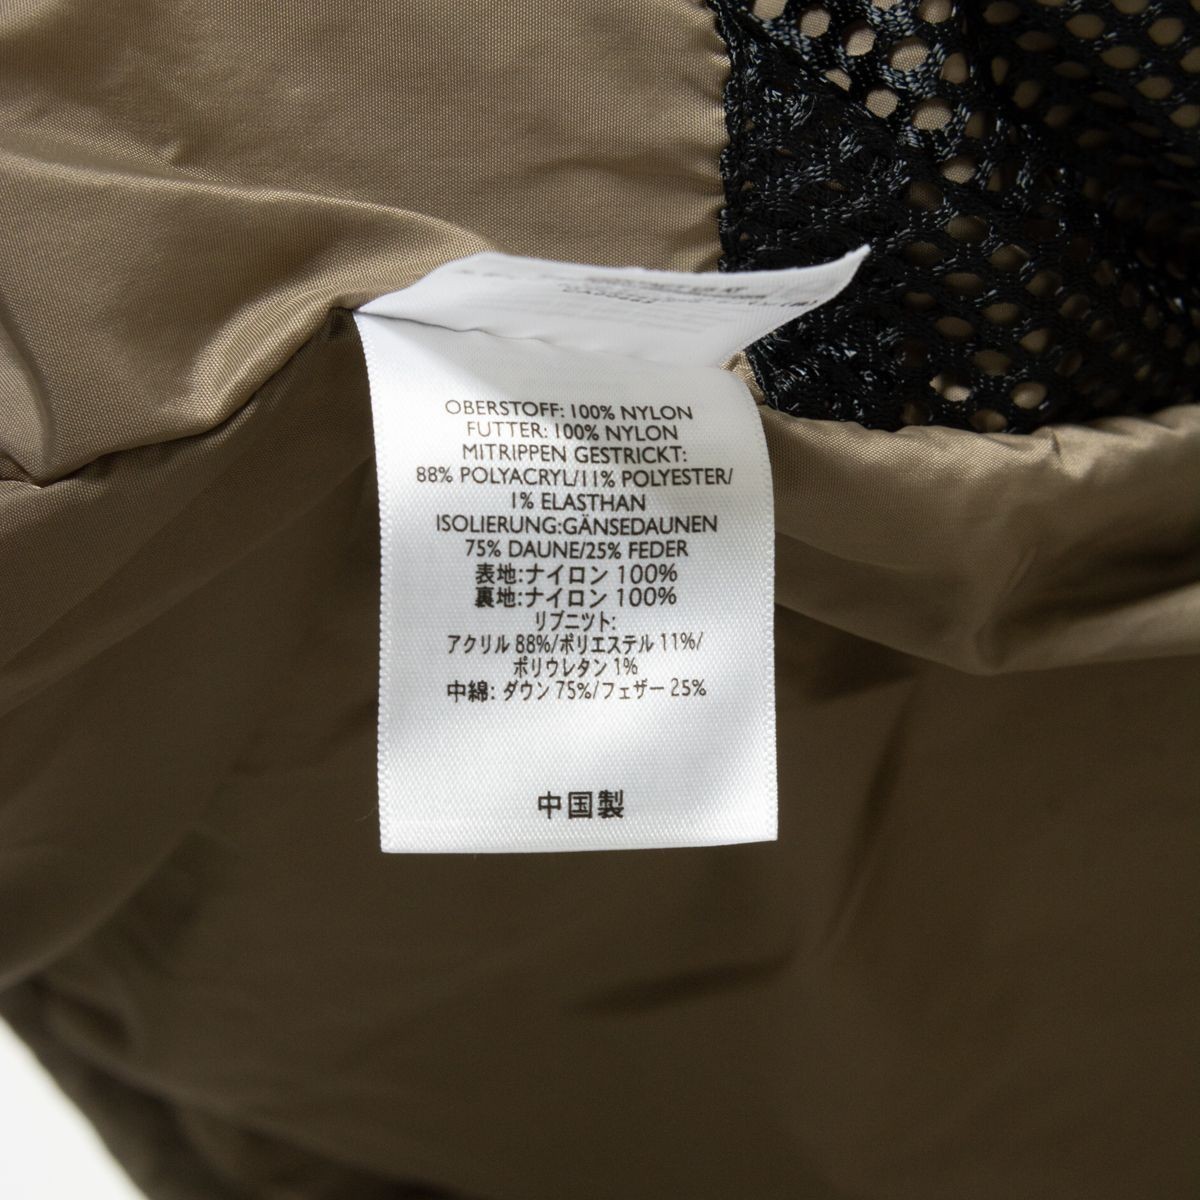 OBERSTOFF: 100% NYLON
FUTTER: 100% NYLON
MITRIPPEN GESTRICKT:
88% POLYACRYL/11% POLYESTER/
1% ELASTHAN
ISOLIERUNG:GÄNSEDAUNEN
75% DAUNE/25% FEDER
表地:ナイロン 100%
裏地:ナイロン 100%
リブニット:
アクリル 88%/ポリエステル 11%/
ポリウレタン 1%
中綿: ダウン 75%/フェザー 25%
中国製